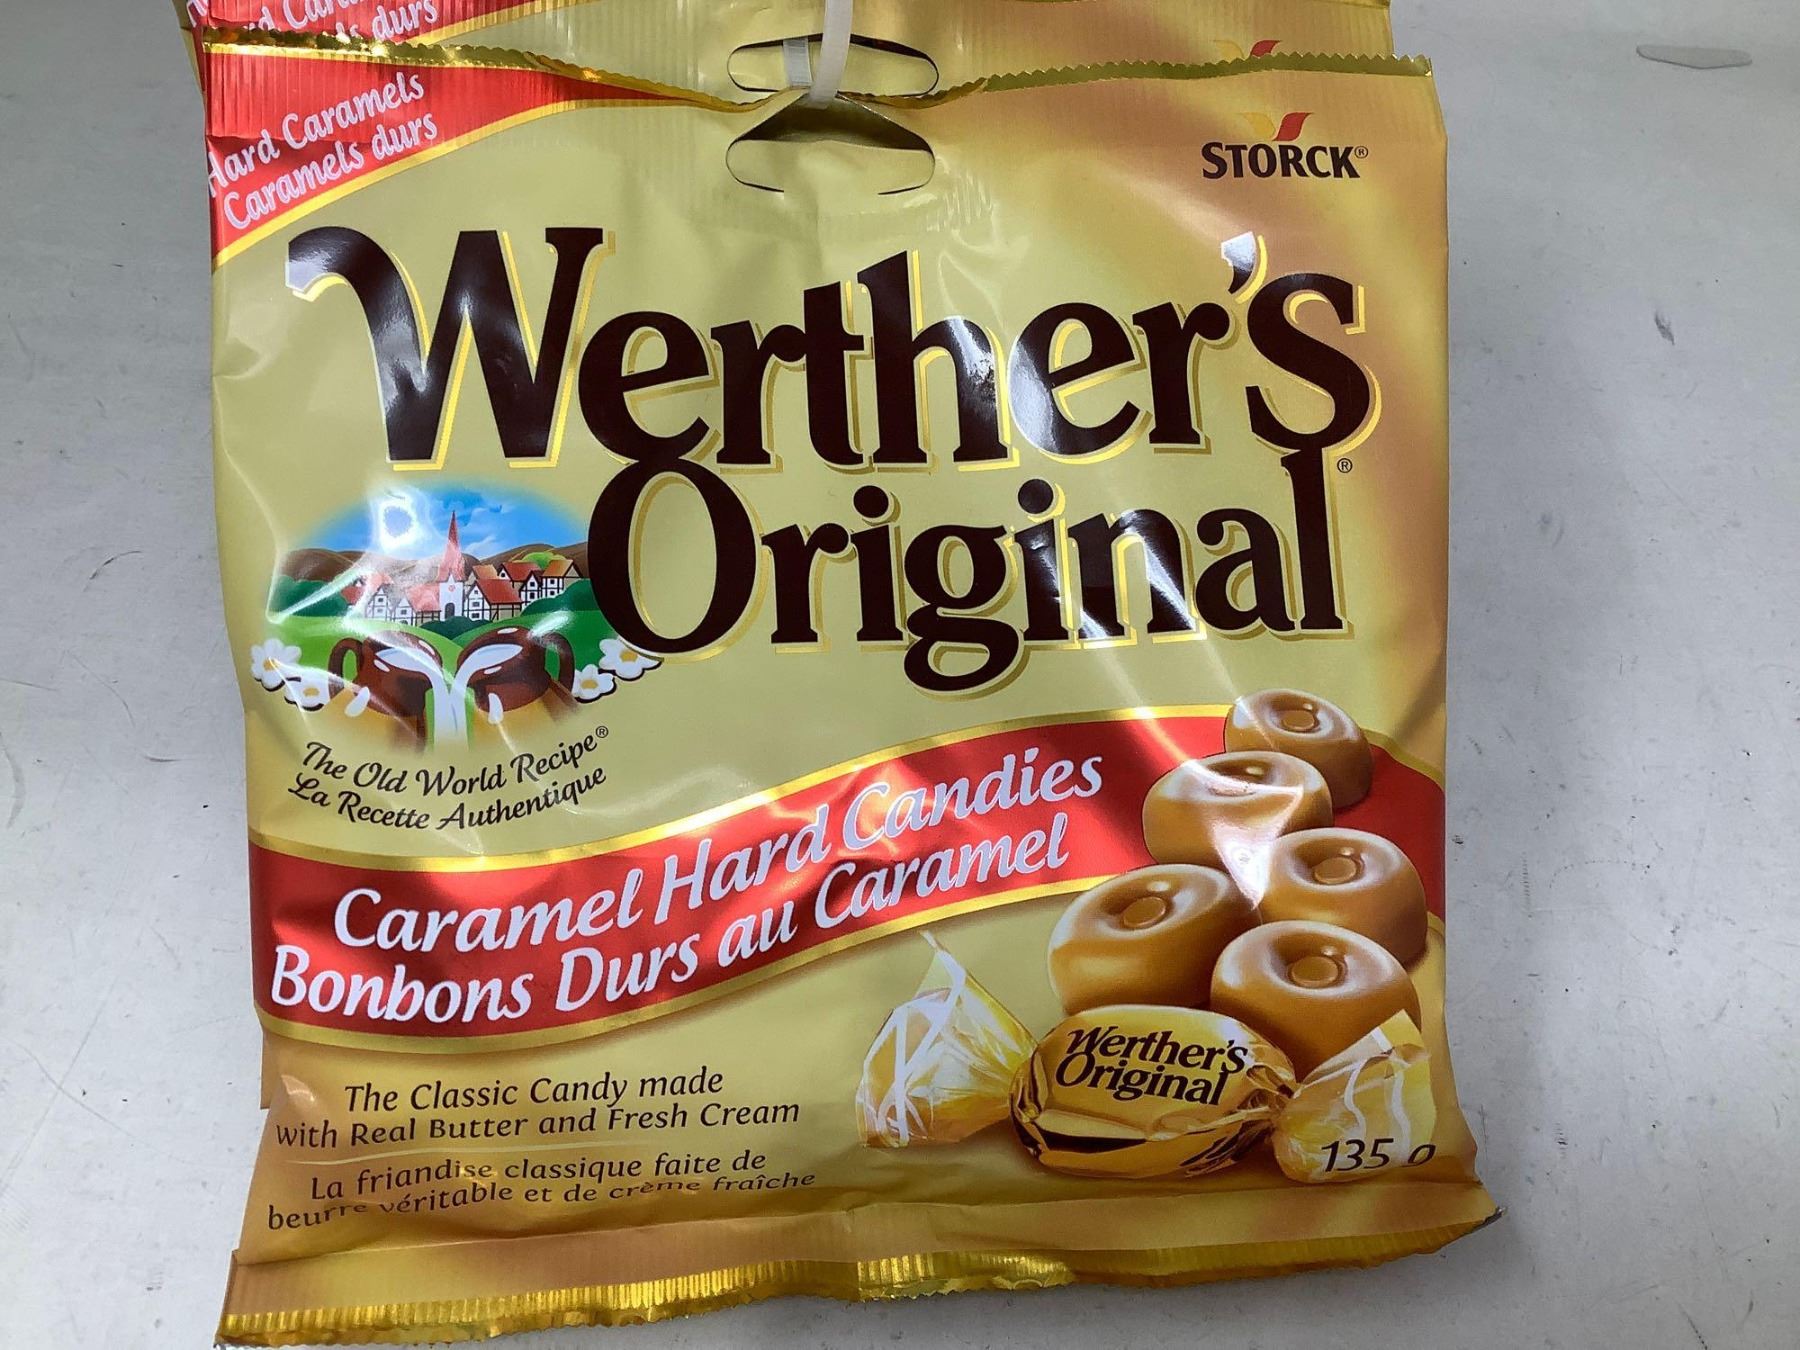 Hard Caramels
Caramels durs
STORCK®
Werther's
Original®
The Old World Recipe®
La Recette Authentique
Caramel Hard Candies
Bonbons Durs au Caramel
The Classic Candy made
with Real Butter and Fresh Cream
La friandise classique faite de
beurre véritable et de crème fraîche
Werther's
Original
135 g